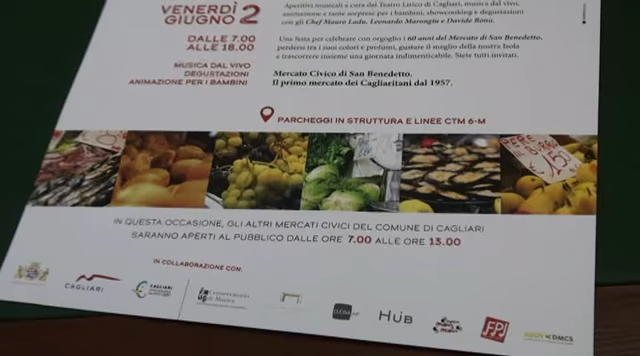 VENERDÌ
GIUGNO 2
DALLE 7.00
ALLE 18.00
MUSICA DAL VIVO
DEGUSTAZIONI
ANIMAZIONE PER I BAMBINI
Aperitivi musicali a cura del Teatro Lirico di Cagliari, musica dal vivo,
animazione e tante sorprese per i bambini, showcooking e degustazioni
con gli Chef Mauro Ladu, Leonardo Marongiu e Davide Bonu.
Una festa per celebrare con orgoglio i 60 anni del Mercato di San Benedetto,
perdersi tra i suoi colori e profumi, gustare il meglio della nostra Isola
e trascorrere insieme una giornata indimenticabile. Siete tutti invitati.
Mercato Civico di San Benedetto.
Il primo mercato dei Cagliaritani dal 1957.
PARCHEGGI IN STRUTTURA E LINEE CTM 6-M
IN QUESTA OCCASIONE, GLI ALTRI MERCATI CIVICI DEL COMUNE DI CAGLIARI
SARANNO APERTI AL PUBBLICO DALLE ORE 7.00 ALLE ORE 13.00
IN COLLABORAZIONE CON:
CAGLIARI
CAGLIARI
Conservatorio
di Musica
HUB
FPJ
DMCS